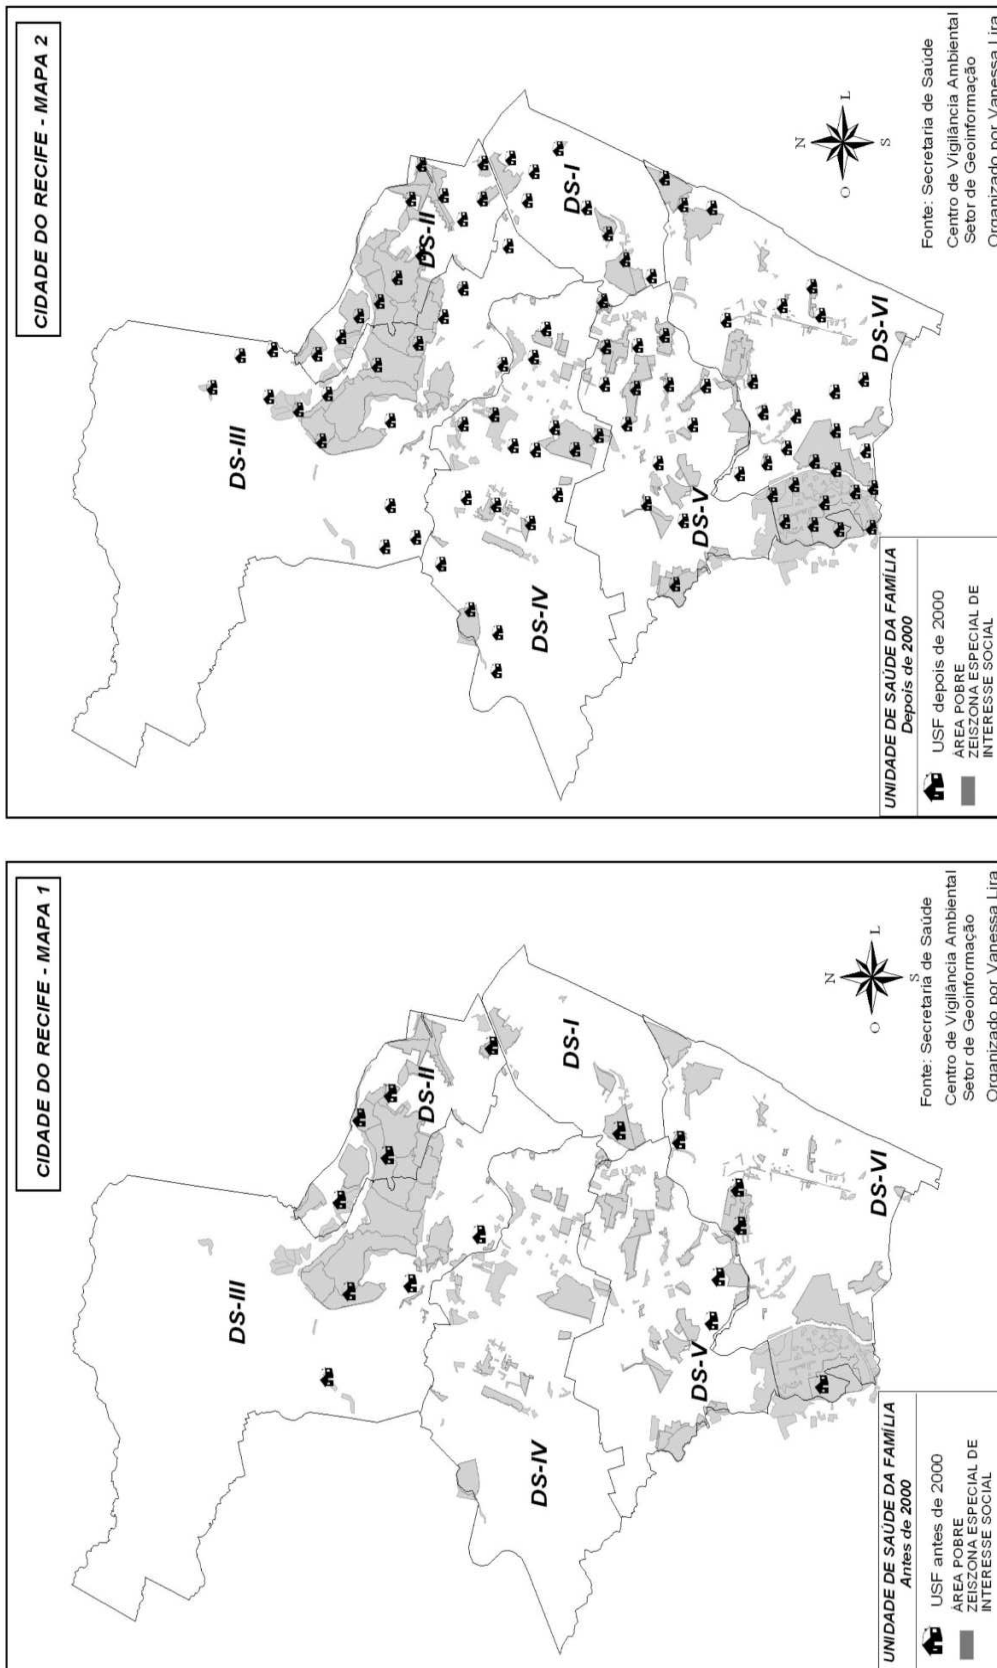 CIDADE DO RECIFE - MAPA 1
DS-III
DS-II
DS-I
DS-IV
DS-V
DS-VI
N
O
L
S
UNIDADE DE SAÚDE DA FAMÍLIA
Antes de 2000
USF antes de 2000
ÁREA POBRE
ZEISZONA ESPECIAL DE
INTERESSE SOCIAL
Fonte: Secretaria de Saúde
Centro de Vigilância Ambiental
Setor de Geoinformação
Organizado por Vanessa Lira
CIDADE DO RECIFE - MAPA 2
DS-III
DS-II
DS-I
DS-IV
DS-V
DS-VI
N
O
L
S
UNIDADE DE SAÚDE DA FAMÍLIA
Depois de 2000
USF depois de 2000
ÁREA POBRE
ZEISZONA ESPECIAL DE
INTERESSE SOCIAL
Fonte: Secretaria de Saúde
Centro de Vigilância Ambiental
Setor de Geoinformação
Organizado por Vanessa Lira